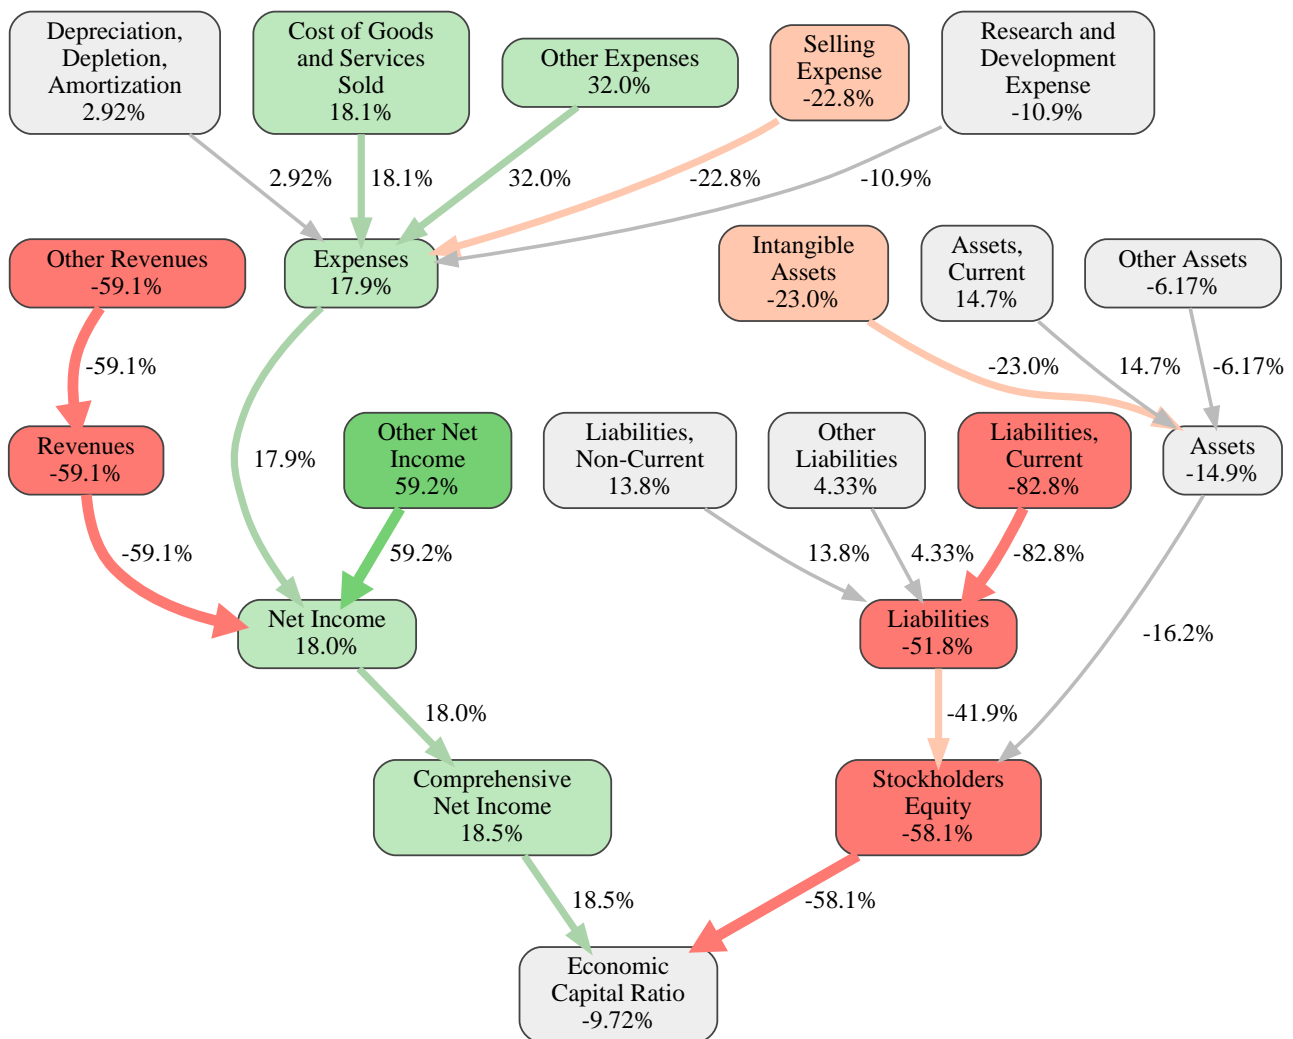 Depreciation,
Depletion,
Amortization
2.92%
Cost of Goods
and Services
Sold
18.1%
Other Expenses
32.0%
Selling
Expense
-22.8%
Research and
Development
Expense
-10.9%
2.92%
18.1%
32.0%
-22.8%
-10.9%
Other Revenues
-59.1%
Expenses
17.9%
Intangible
Assets
-23.0%
Assets,
Current
14.7%
Other Assets
-6.17%
-59.1%
-23.0%
14.7%
-6.17%
Revenues
-59.1%
17.9%
Other Net
Income
59.2%
Liabilities,
Non-Current
13.8%
Other
Liabilities
4.33%
Liabilities,
Current
-82.8%
Assets
-14.9%
-59.1%
59.2%
13.8%
4.33%
-82.8%
Net Income
18.0%
Liabilities
-51.8%
-16.2%
18.0%
-41.9%
Comprehensive
Net Income
18.5%
Stockholders
Equity
-58.1%
18.5%
-58.1%
Economic
Capital Ratio
-9.72%